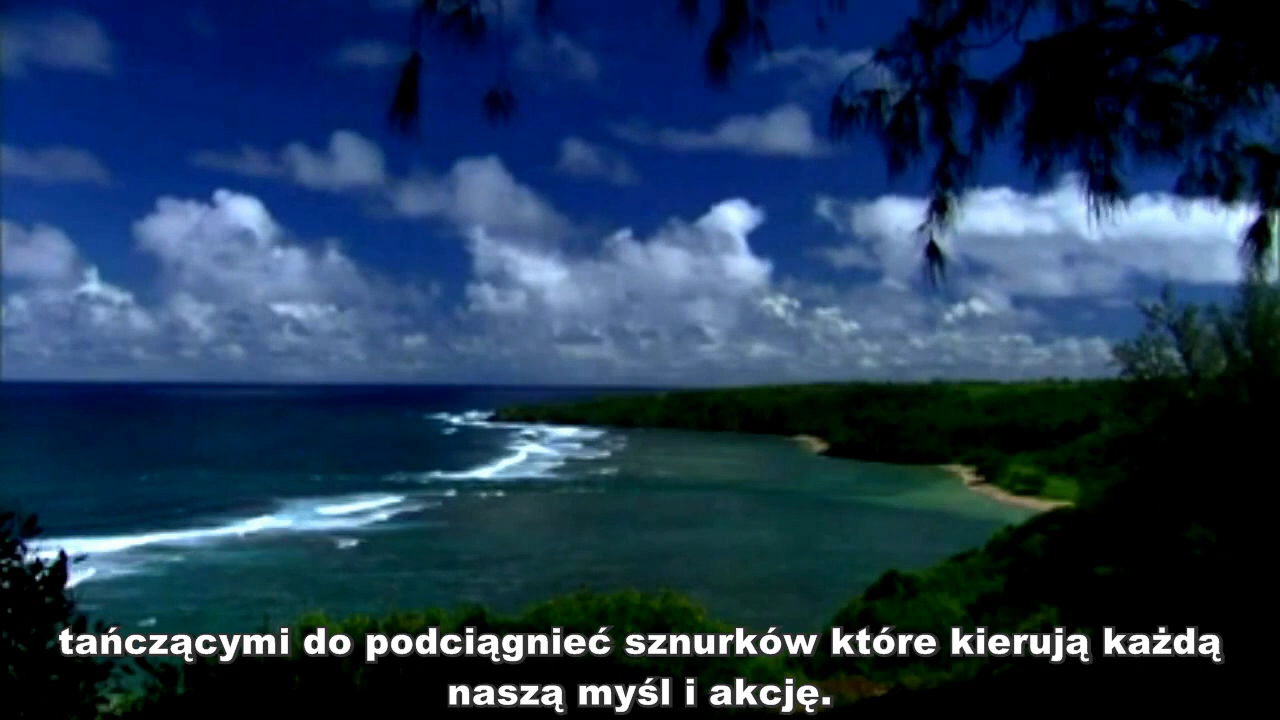 tańczącymi do podciągnieć sznurków które kierują każdą
naszą myśl i akcję.